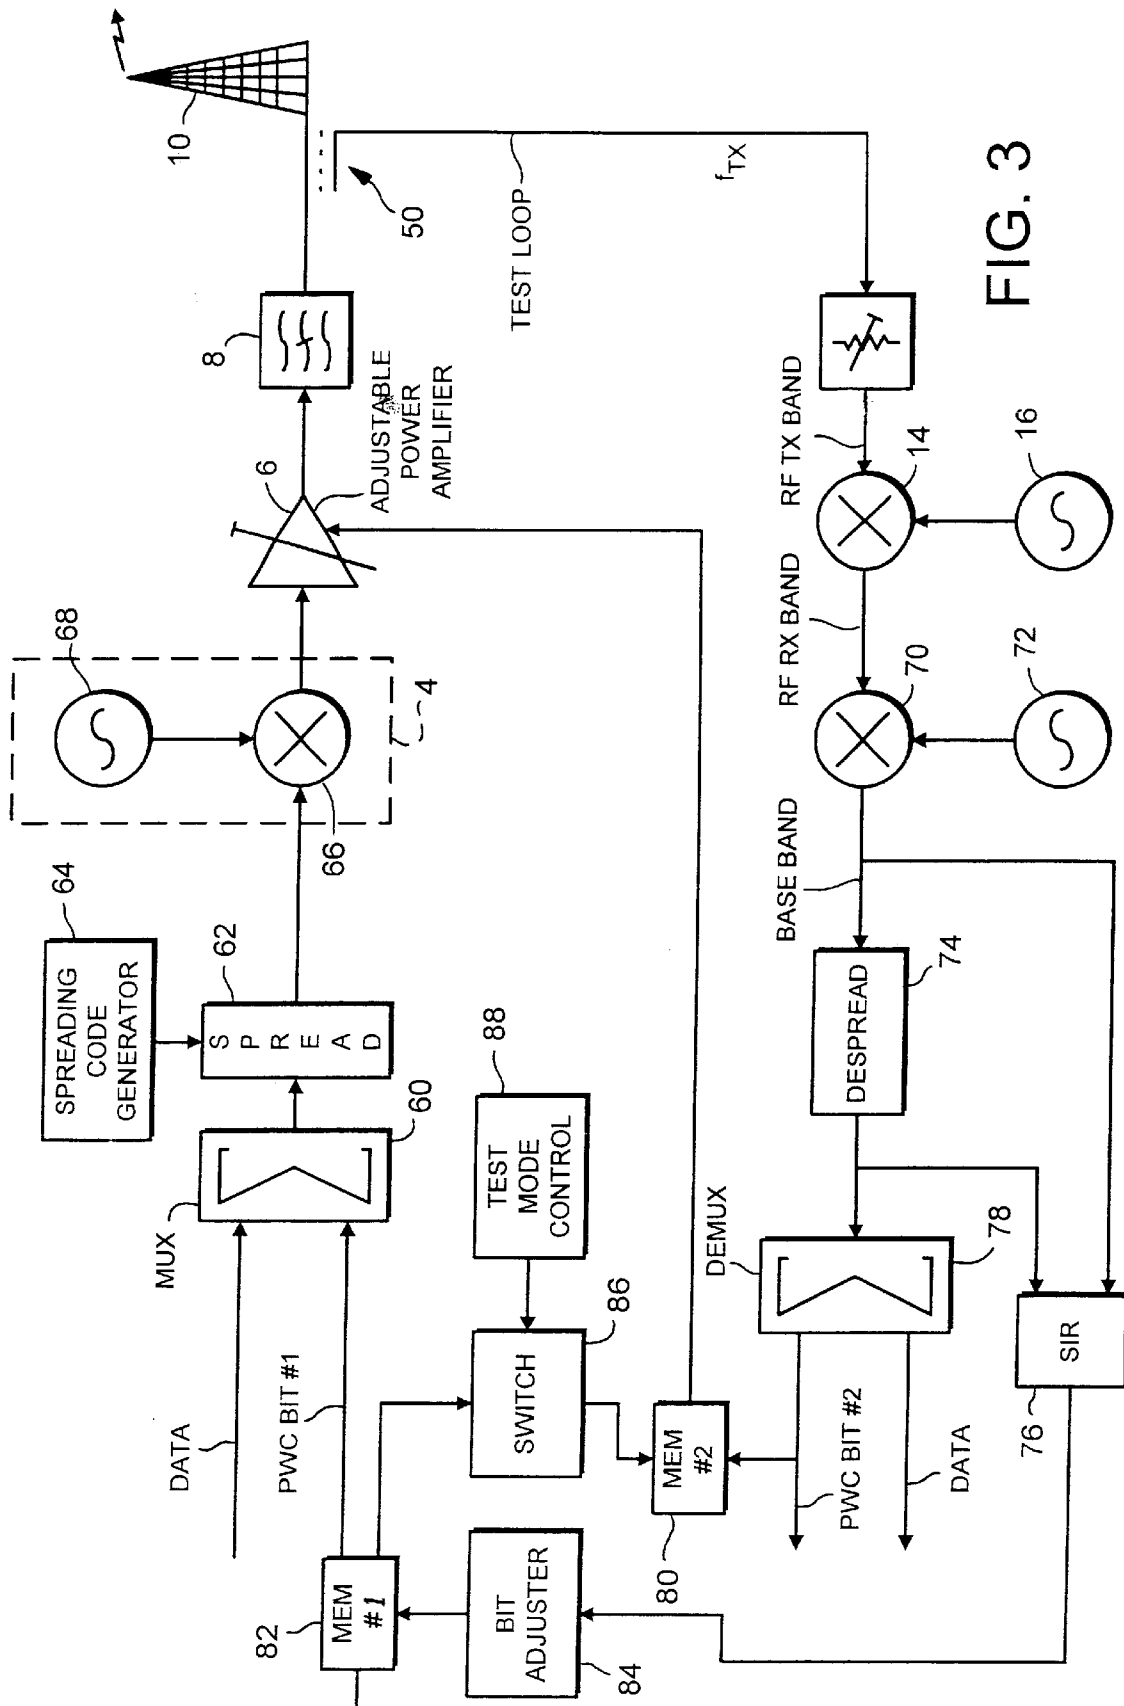 10
50
TEST LOOP
fTX
FIG. 3
8
ADJUSTABLE
POWER
AMPLIFIER
6
RF TX BAND
14
16
68
4
66
RF RX BAND
70
72
64
SPREADING
CODE
GENERATOR
62
S
P
R
E
A
D
BASE BAND
DESPREAD
74
MUX
60
88
TEST
MODE
CONTROL
DEMUX
78
DATA
PWC BIT #1
SWITCH
86
SIR
76
MEM
#2
80
PWC BIT #2
DATA
82
MEM
#1
BIT
ADJUSTER
84